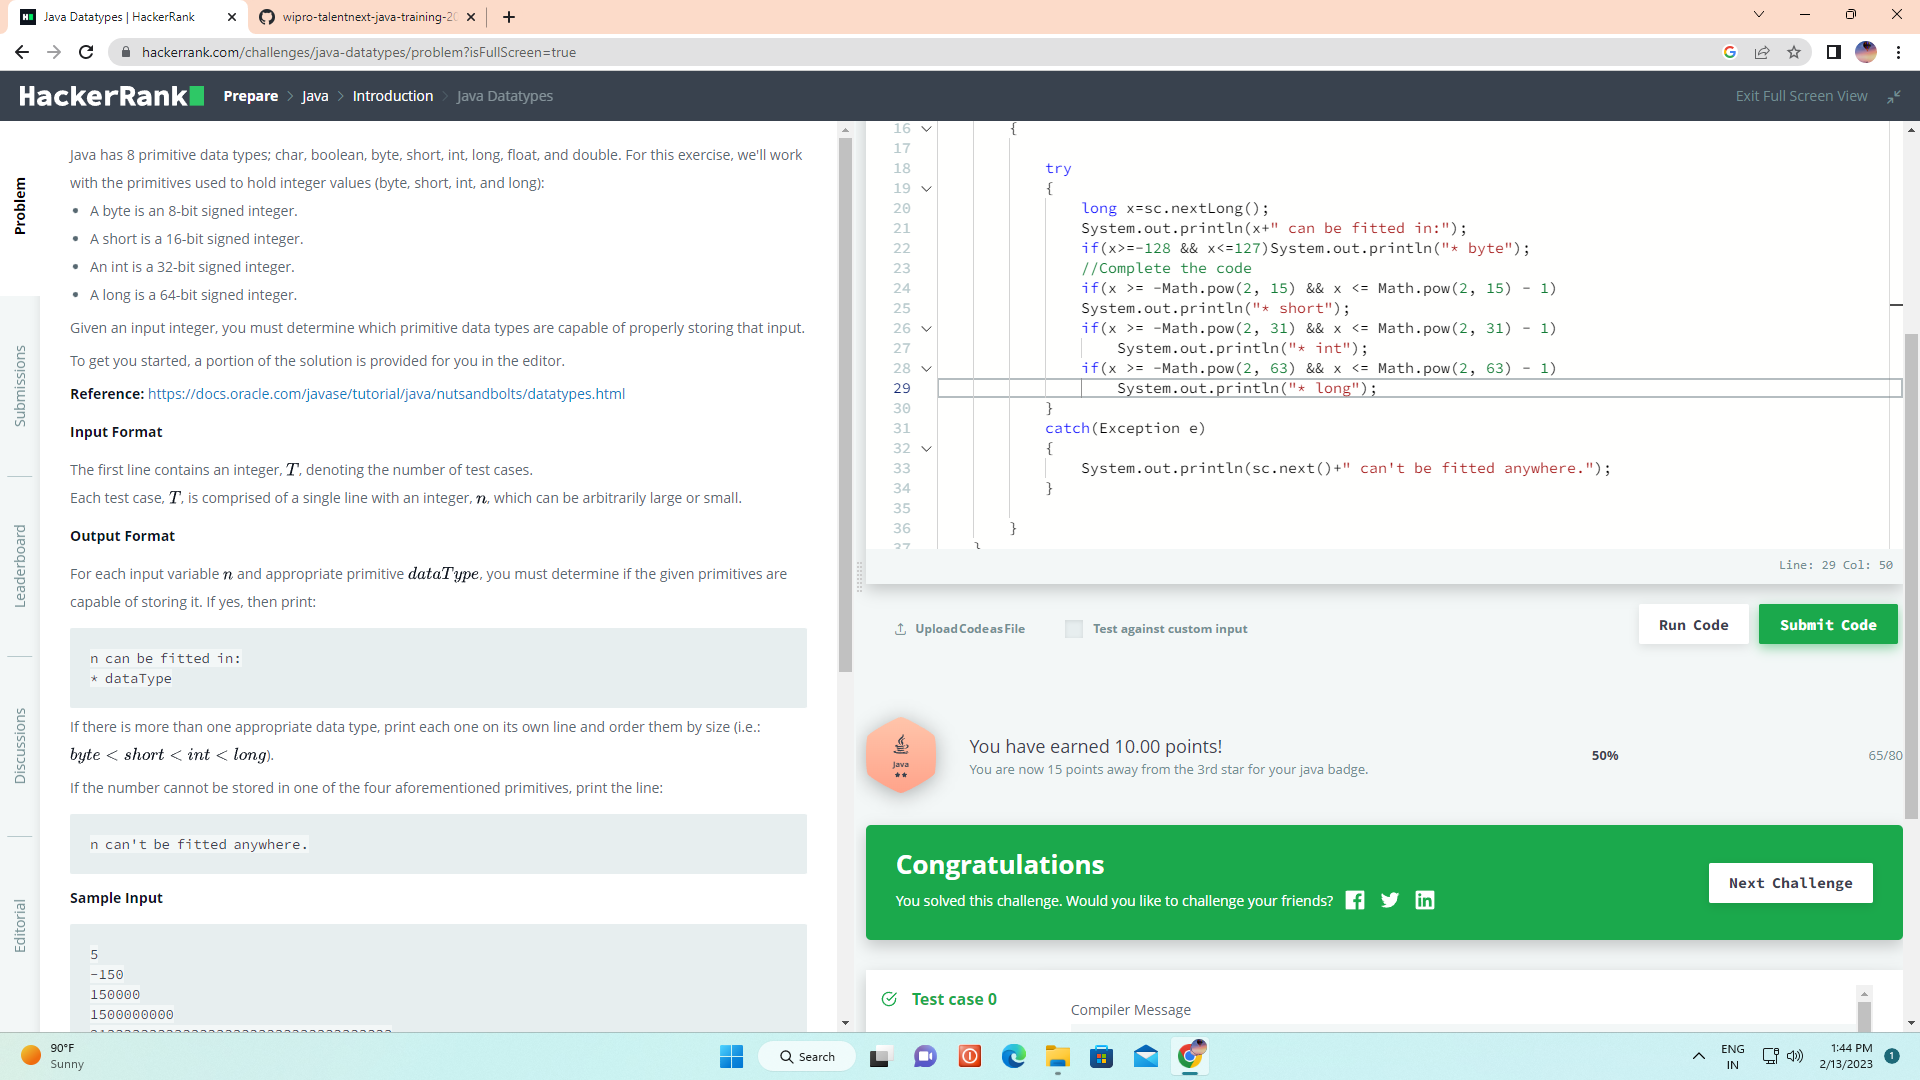 Java Datatypes | HackerRank
wipro-talentnext-java-training-20
hackerrank.com/challenges/java-datatypes/problem?isFullScreen=true
HackerRank
Prepare > Java > Introduction > Java Datatypes
Exit Full Screen View
Problem
Submissions
Leaderboard
Discussions
Editorial
Java has 8 primitive data types; char, boolean, byte, short, int, long, float, and double. For this exercise, we'll work
with the primitives used to hold integer values (byte, short, int, and long):
• A byte is an 8-bit signed integer.
• A short is a 16-bit signed integer.
• An int is a 32-bit signed integer.
• A long is a 64-bit signed integer.
Given an input integer, you must determine which primitive data types are capable of properly storing that input.
To get you started, a portion of the solution is provided for you in the editor.
Reference: https://docs.oracle.com/javase/tutorial/java/nutsandbolts/datatypes.html
Input Format
The first line contains an integer, T, denoting the number of test cases.
Each test case, T, is comprised of a single line with an integer, n, which can be arbitrarily large or small.
Output Format
For each input variable n and appropriate primitive dataType, you must determine if the given primitives are
capable of storing it. If yes, then print:
n can be fitted in:
* dataType
If there is more than one appropriate data type, print each one on its own line and order them by size (i.e.:
byte < short < int < long).
If the number cannot be stored in one of the four aforementioned primitives, print the line:
n can't be fitted anywhere.
Sample Input
5
-150
150000
1500000000
16 {
17
18 try
19 {
20 long x=sc.nextLong();
21 System.out.println(x+" can be fitted in:");
22 if(x>=-128 && x<=127)System.out.println("* byte");
23 //Complete the code
24 if(x >= -Math.pow(2, 15) && x <= Math.pow(2, 15) - 1)
25 System.out.println("* short");
26 if(x >= -Math.pow(2, 31) && x <= Math.pow(2, 31) - 1)
27 System.out.println("* int");
28 if(x >= -Math.pow(2, 63) && x <= Math.pow(2, 63) - 1)
29 System.out.println("* long");
30 }
31 catch(Exception e)
32 {
33 System.out.println(sc.next()+" can't be fitted anywhere.");
34 }
35
36 }
37 }
Line: 29 Col: 50
Upload Code as File
Test against custom input
Run Code
Submit Code
Java
You have earned 10.00 points!
You are now 15 points away from the 3rd star for your java badge.
50%
65/80
Congratulations
You solved this challenge. Would you like to challenge your friends?
Next Challenge
Test case 0
Compiler Message
90°F
Sunny
Search
ENG
IN
1:44 PM
2/13/2023
1